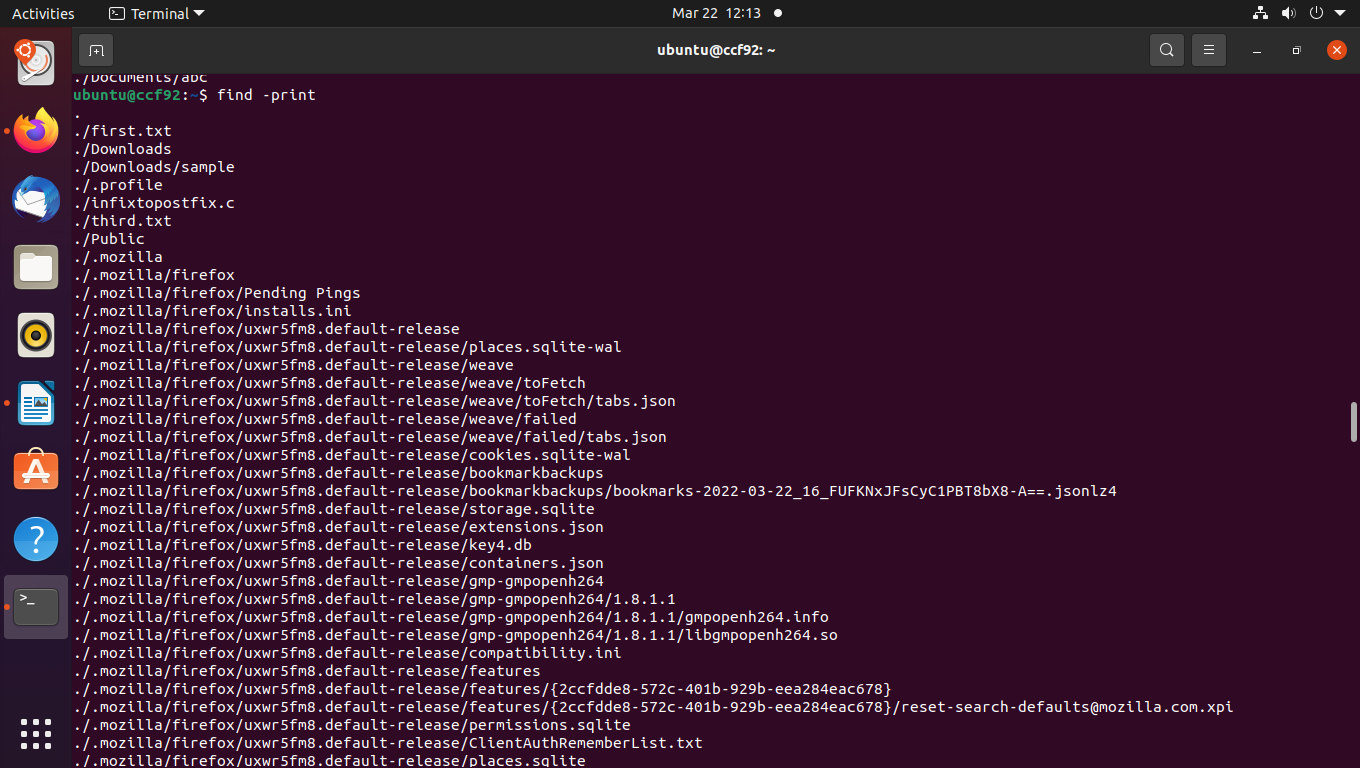 Activities
Terminal
Mar 22 12:13
ubuntu@ccf92: ~
./Documents/abc
ubuntu@ccf92:~$ find -print
.
./first.txt
./Downloads
./Downloads/sample
./.profile
./infixtopostfix.c
./third.txt
./Public
./.mozilla
./.mozilla/firefox
./.mozilla/firefox/Pending Pings
./.mozilla/firefox/installs.ini
./.mozilla/firefox/uxwr5fm8.default-release
./.mozilla/firefox/uxwr5fm8.default-release/places.sqlite-wal
./.mozilla/firefox/uxwr5fm8.default-release/weave
./.mozilla/firefox/uxwr5fm8.default-release/weave/toFetch
./.mozilla/firefox/uxwr5fm8.default-release/weave/toFetch/tabs.json
./.mozilla/firefox/uxwr5fm8.default-release/weave/failed
./.mozilla/firefox/uxwr5fm8.default-release/weave/failed/tabs.json
./.mozilla/firefox/uxwr5fm8.default-release/cookies.sqlite-wal
./.mozilla/firefox/uxwr5fm8.default-release/bookmarkbackups
./.mozilla/firefox/uxwr5fm8.default-release/bookmarkbackups/bookmarks-2022-03-22_16_FUFKNxJFsCyC1PBT8bX8-A==.jsonlz4
./.mozilla/firefox/uxwr5fm8.default-release/storage.sqlite
./.mozilla/firefox/uxwr5fm8.default-release/extensions.json
./.mozilla/firefox/uxwr5fm8.default-release/key4.db
./.mozilla/firefox/uxwr5fm8.default-release/containers.json
./.mozilla/firefox/uxwr5fm8.default-release/gmp-gmpopenh264
./.mozilla/firefox/uxwr5fm8.default-release/gmp-gmpopenh264/1.8.1.1
./.mozilla/firefox/uxwr5fm8.default-release/gmp-gmpopenh264/1.8.1.1/gmpopenh264.info
./.mozilla/firefox/uxwr5fm8.default-release/gmp-gmpopenh264/1.8.1.1/libgmpopenh264.so
./.mozilla/firefox/uxwr5fm8.default-release/compatibility.ini
./.mozilla/firefox/uxwr5fm8.default-release/features
./.mozilla/firefox/uxwr5fm8.default-release/features/{2ccfdde8-572c-401b-929b-eea284eac678}
./.mozilla/firefox/uxwr5fm8.default-release/features/{2ccfdde8-572c-401b-929b-eea284eac678}/reset-search-defaults@mozilla.com.xpi
./.mozilla/firefox/uxwr5fm8.default-release/permissions.sqlite
./.mozilla/firefox/uxwr5fm8.default-release/ClientAuthRememberList.txt
./.mozilla/firefox/uxwr5fm8.default-release/places.sqlite